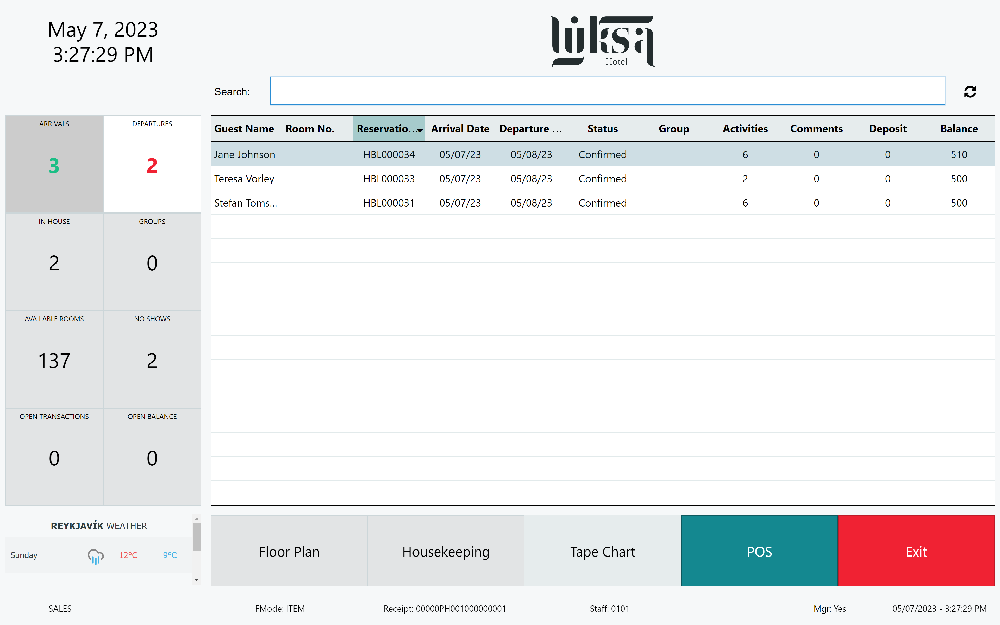 May 7, 2023
3:27:29 PM
lúksa
Hotel
Search:
ARRIVALS DEPARTURES
3 2
IN HOUSE GROUPS
2 0
AVAILABLE ROOMS NO SHOWS
137 2
OPEN TRANSACTIONS OPEN BALANCE
0 0
Guest Name Room No. Reservatio... Arrival Date Departure ... Status Group Activities Comments Deposit Balance
Jane Johnson HBL000034 05/07/23 05/08/23 Confirmed 6 0 0 510
Teresa Vorley HBL000033 05/07/23 05/08/23 Confirmed 2 0 0 500
Stefan Toms... HBL000031 05/07/23 05/08/23 Confirmed 6 0 0 500
REYKJAVÍK WEATHER
Sunday 12°C 9°C
Floor Plan Housekeeping Tape Chart POS Exit
SALES FMode: ITEM Receipt: 00000PH001000000001 Staff: 0101 Mgr: Yes 05/07/2023 - 3:27:29 PM